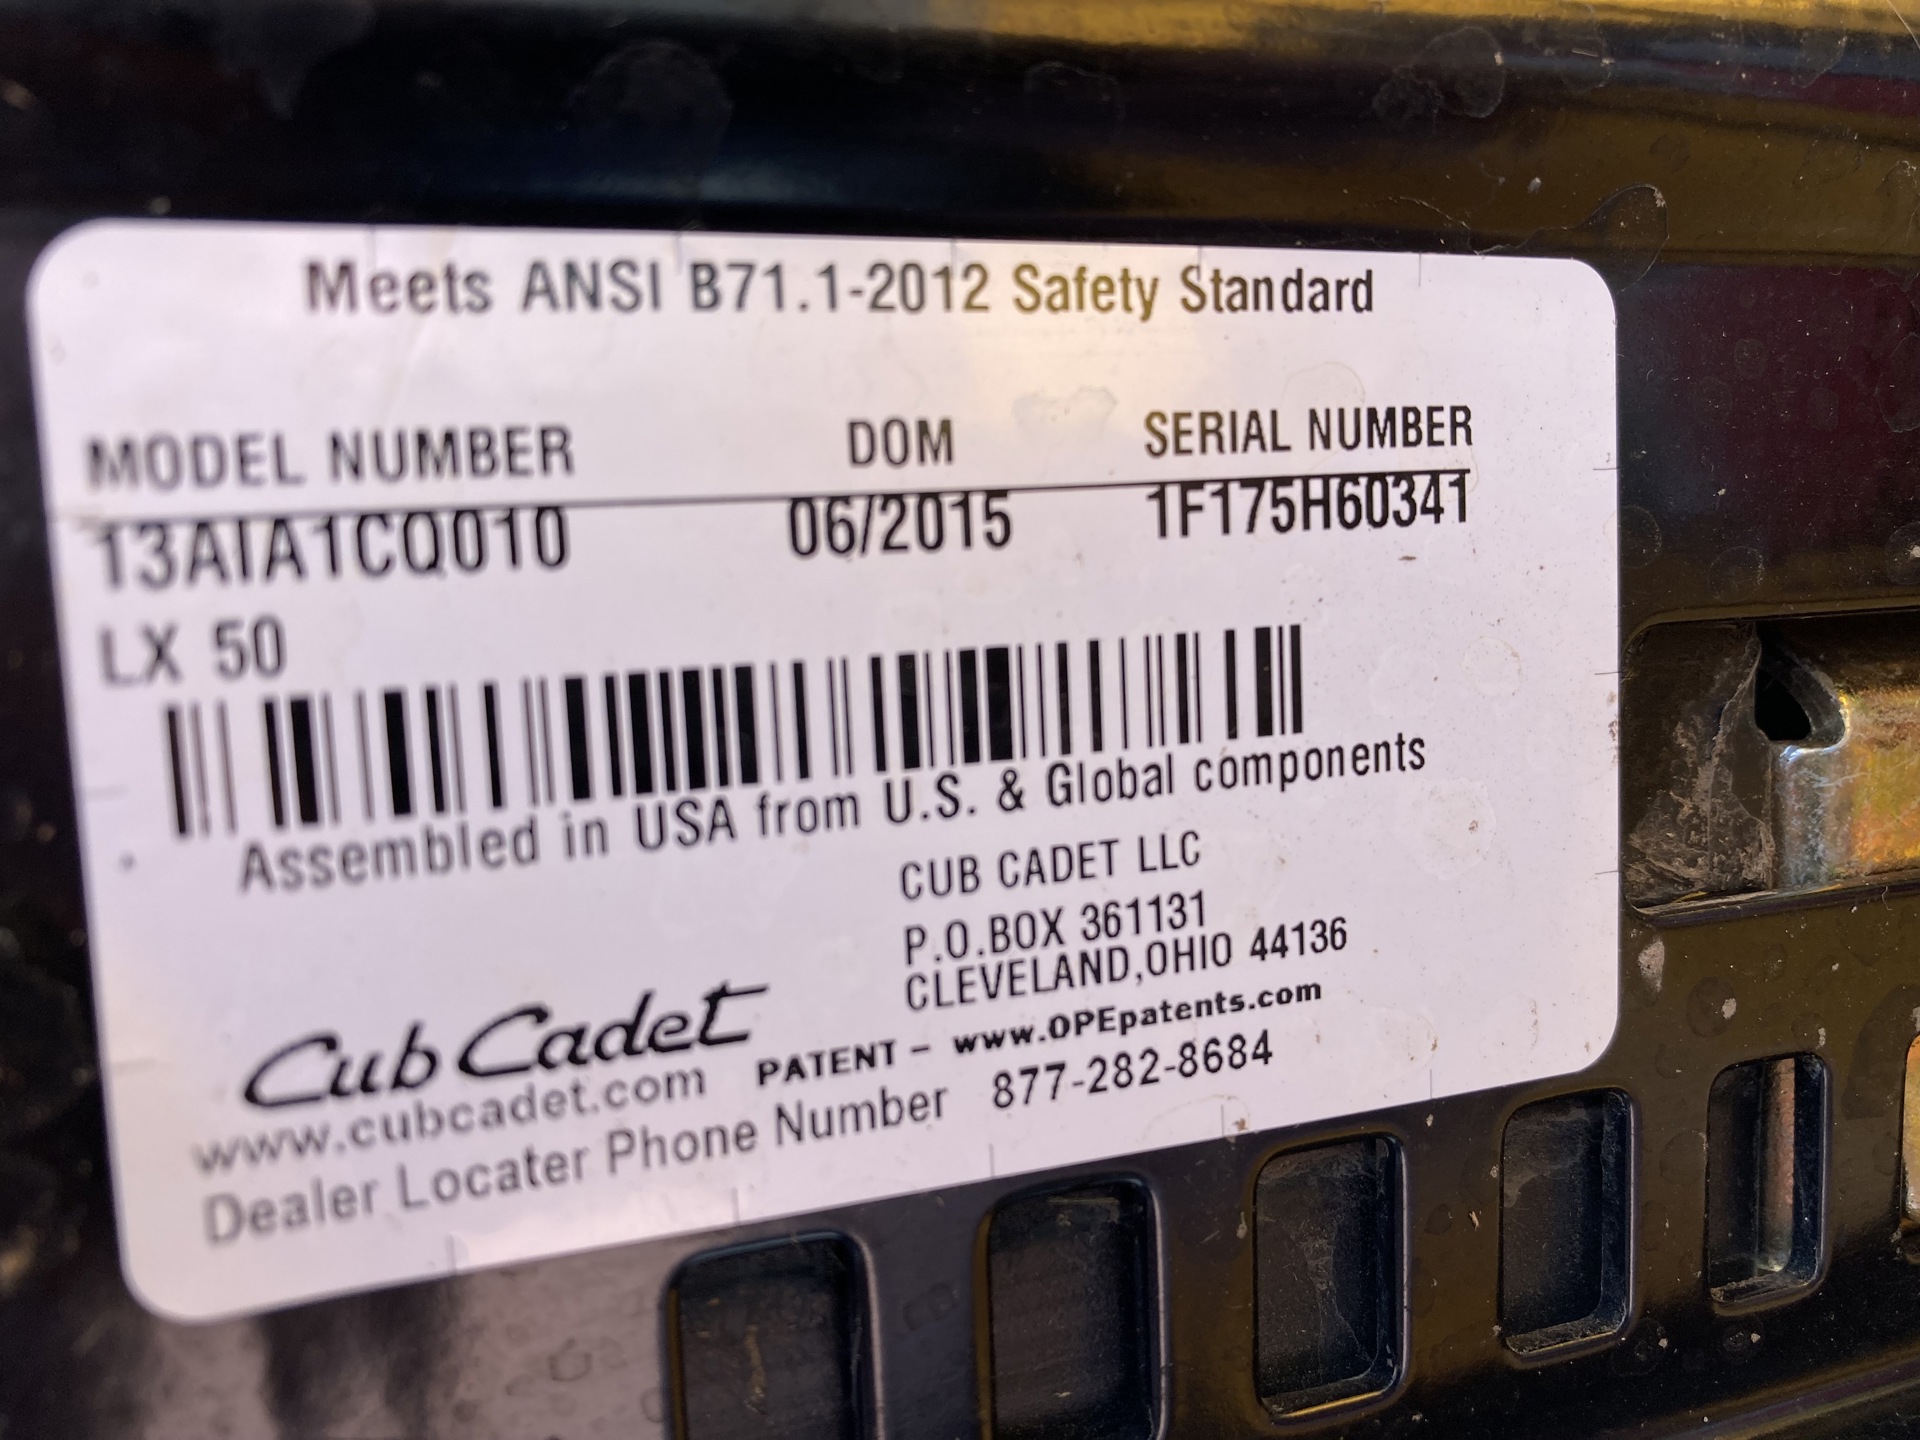 Meets ANSI B71.1-2012 Safety Standard
MODEL NUMBER DOM SERIAL NUMBER
13AIA1CQ010 06/2015 1F175H60341
LX 50
Assembled in USA from U.S. & Global components
CUB CADET LLC
P.O.BOX 361131
CLEVELAND,OHIO 44136
Cub Cadet
www.cubcadet.com PATENT - www.OPEpatents.com
Dealer Locater Phone Number 877-282-8684